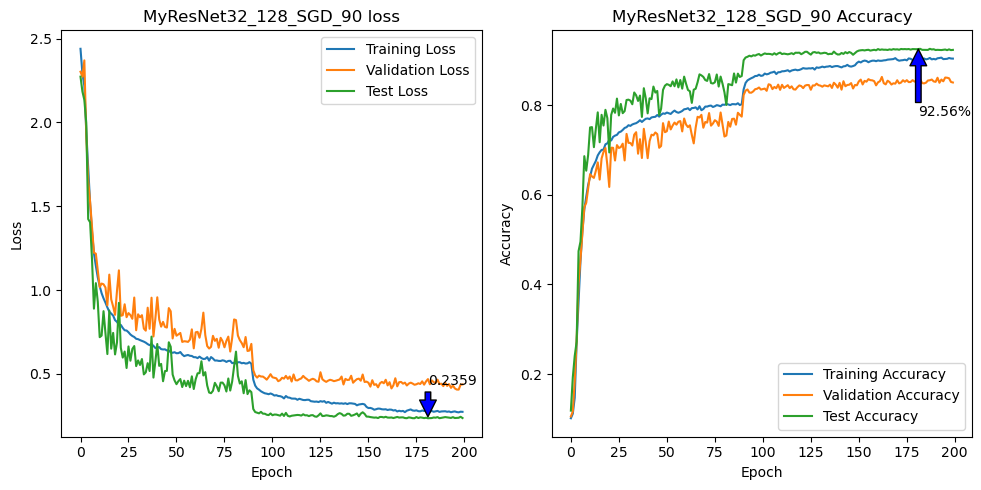 MyResNet32_128_SGD_90 loss
2.5
2.0
1.5
1.0
0.5
Loss
Training Loss
Validation Loss
Test Loss
0.2359
0 25 50 75 100 125 150 175 200
Epoch
MyResNet32_128_SGD_90 Accuracy
0.8
0.6
0.4
0.2
Accuracy
92.56%
Training Accuracy
Validation Accuracy
Test Accuracy
0 25 50 75 100 125 150 175 200
Epoch